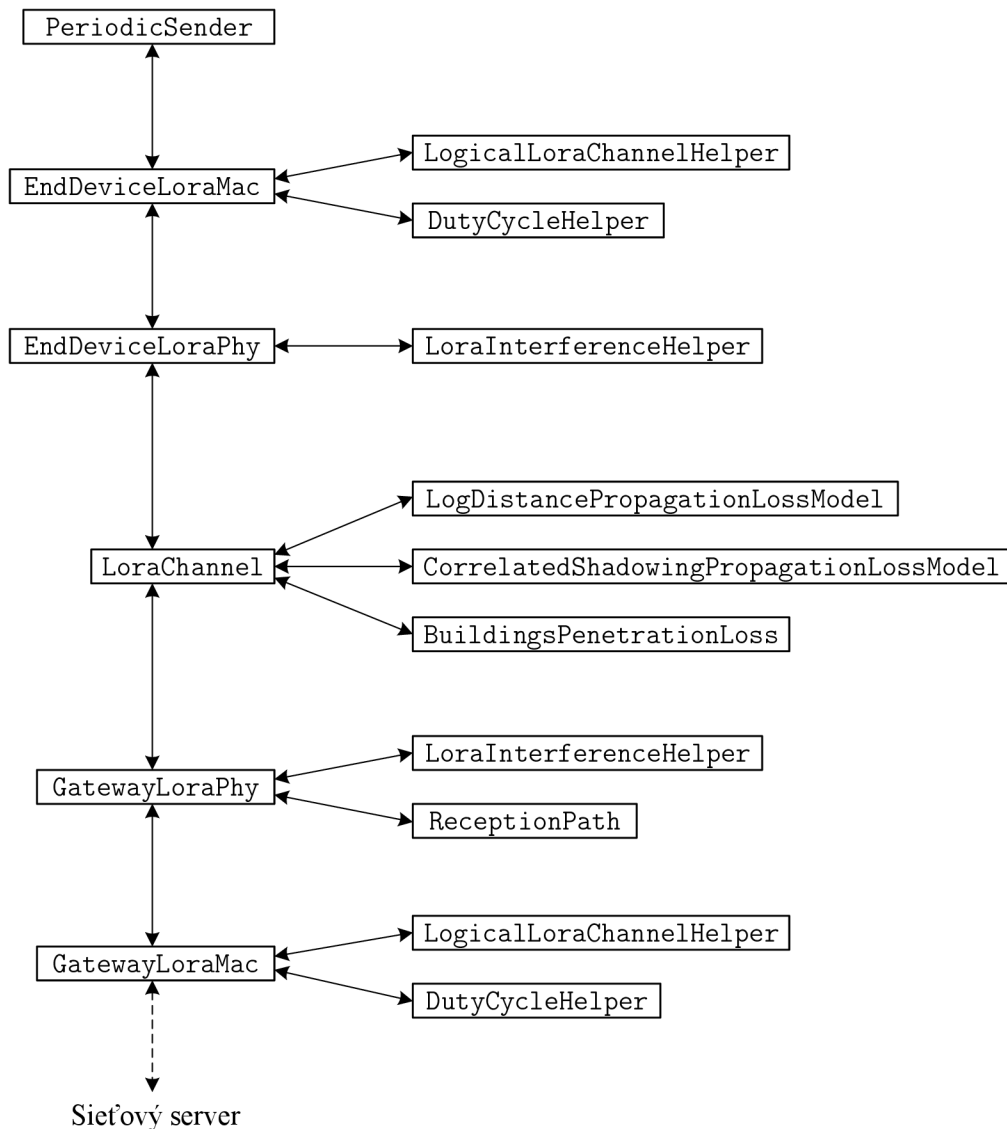 PeriodicSender
LogicalLoraChannelHelper
EndDeviceLoraMac
DutyCycleHelper
EndDeviceLoraPhy
LoraInterferenceHelper
LogDistancePropagationLossModel
LoraChannel
CorrelatedShadowingPropagationLossModel
BuildingsPenetrationLoss
LoraInterferenceHelper
GatewayLoraPhy
ReceptionPath
LogicalLoraChannelHelper
GatewayLoraMac
DutyCycleHelper
Sieťový server